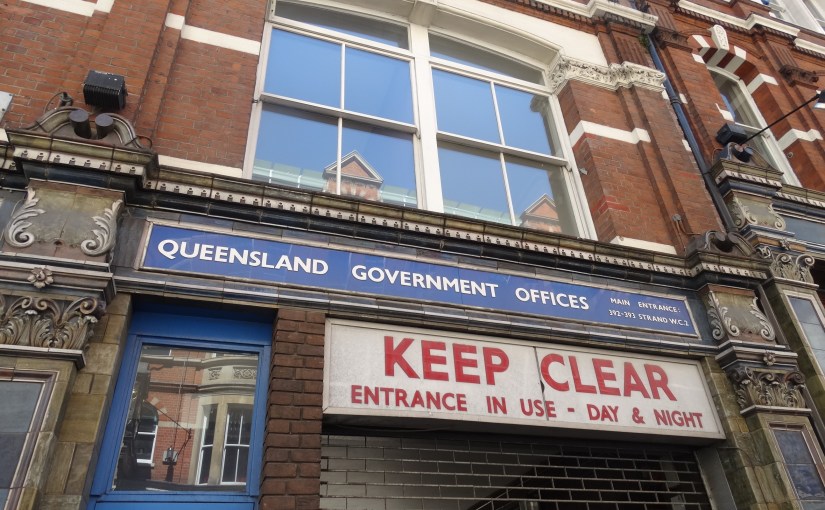 QUEENSLAND GOVERNMENT OFFICES
MAIN ENTRANCE:
392-393 STRAND W.C.2
KEEP CLEAR
ENTRANCE IN USE - DAY & NIGHT